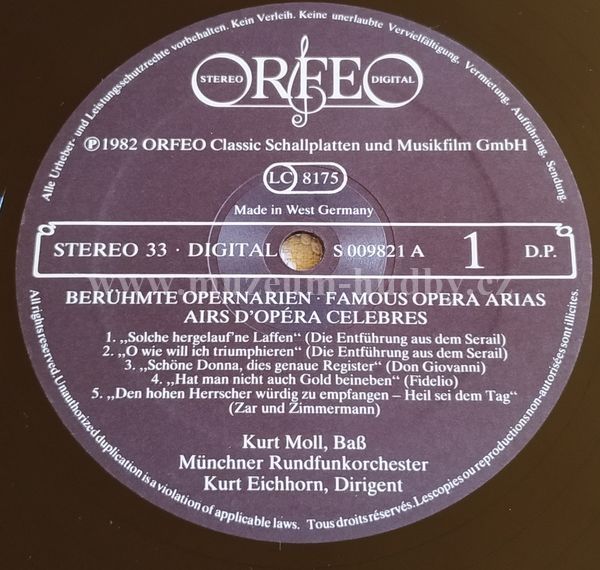 Alle Urheber- und Leistungsschutzrechte vorbehalten. Kein Verleih. Keine unerlaubte Vervielfältigung, Vermietung, Aufführung, Sendung.
STEREO ORFEO DIGITAL
Ⓟ1982 ORFEO Classic Schallplatten und Musikfilm GmbH
LC 8175
Made in West Germany
STEREO 33 · DIGITAL S 009821 A 1 D.P.
www.muzeum-hudby.cz
BERÜHMTE OPERNARIEN · FAMOUS OPERA ARIAS
AIRS D'OPÉRA CELEBRES
1. „Solche hergelauf'ne Laffen“ (Die Entführung aus dem Serail)
2. „O wie will ich triumphieren“ (Die Entführung aus dem Serail)
3. „Schöne Donna, dies genaue Register“ (Don Giovanni)
4. „Hat man nicht auch Gold beineben“ (Fidelio)
5. „Den hohen Herrscher würdig zu empfangen – Heil sei dem Tag“
(Zar und Zimmermann)
Kurt Moll, Baß
Münchner Rundfunkorchester
Kurt Eichhorn, Dirigent
All rights reserved. Unauthorized duplication is a violation of applicable laws. Tous droits réservés. Les copies ou reproductions non-autorisées sont illicites.